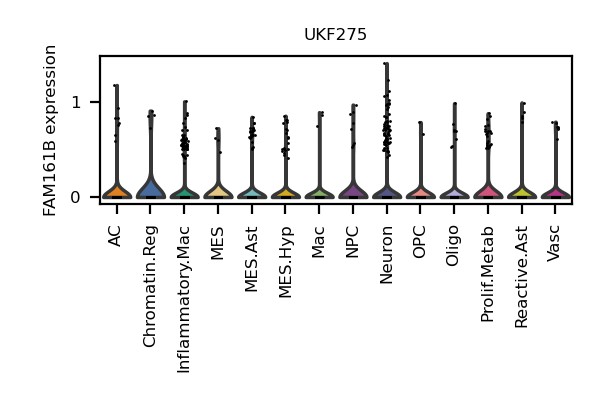 UKF275
FAM161B expression
1
0
AC
Chromatin.Reg
Inflammatory.Mac
MES
MES.Ast
MES.Hyp
Mac
NPC
Neuron
OPC
Oligo
Prolif.Metab
Reactive.Ast
Vasc